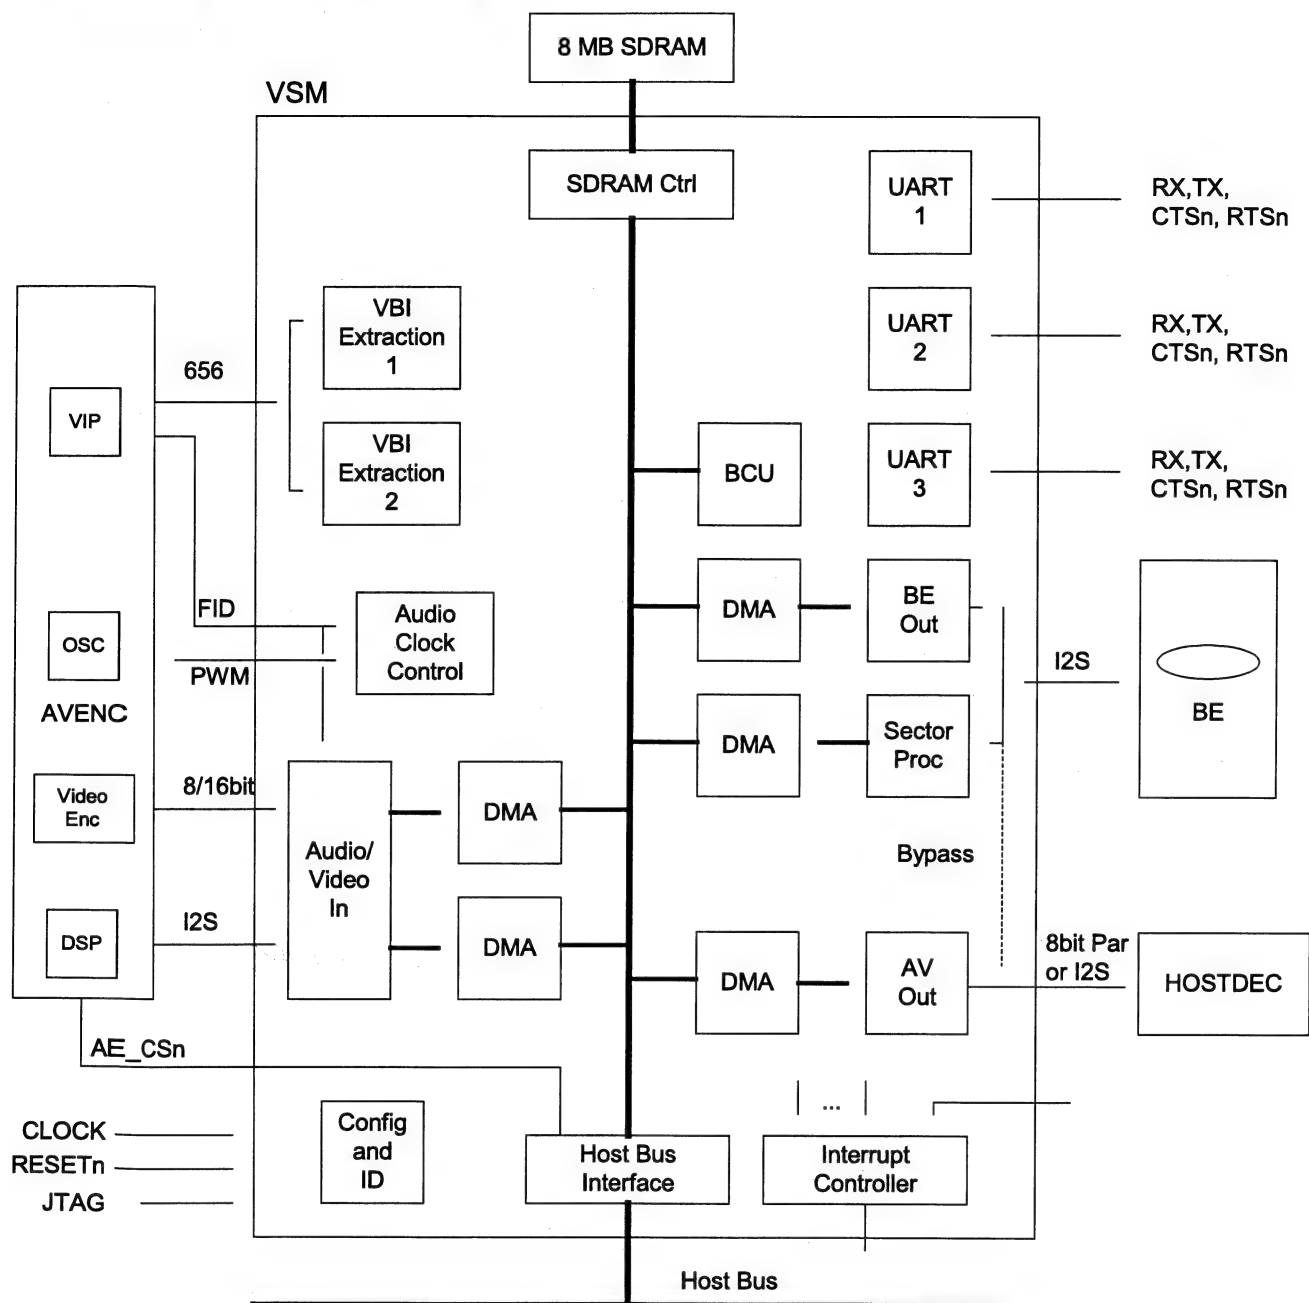 8 MB SDRAM
VSM
SDRAM Ctrl
UART
1
RX,TX,
CTSn, RTSn
VBI
Extraction
1
UART
2
RX,TX,
CTSn, RTSn
656
VIP
VBI
Extraction
2
BCU
UART
3
RX,TX,
CTSn, RTSn
FID
Audio
Clock
Control
DMA
BE
Out
OSC
PWM
I2S
BE
AVENC
DMA
Sector
Proc
Video
Enc
8/16bit
Audio/
Video
In
DMA
Bypass
DSP
I2S
DMA
DMA
AV
Out
8bit Par
or I2S
HOSTDEC
AE_CSn
...
CLOCK
RESETn
JTAG
Config
and
ID
Host Bus
Interface
Interrupt
Controller
Host Bus